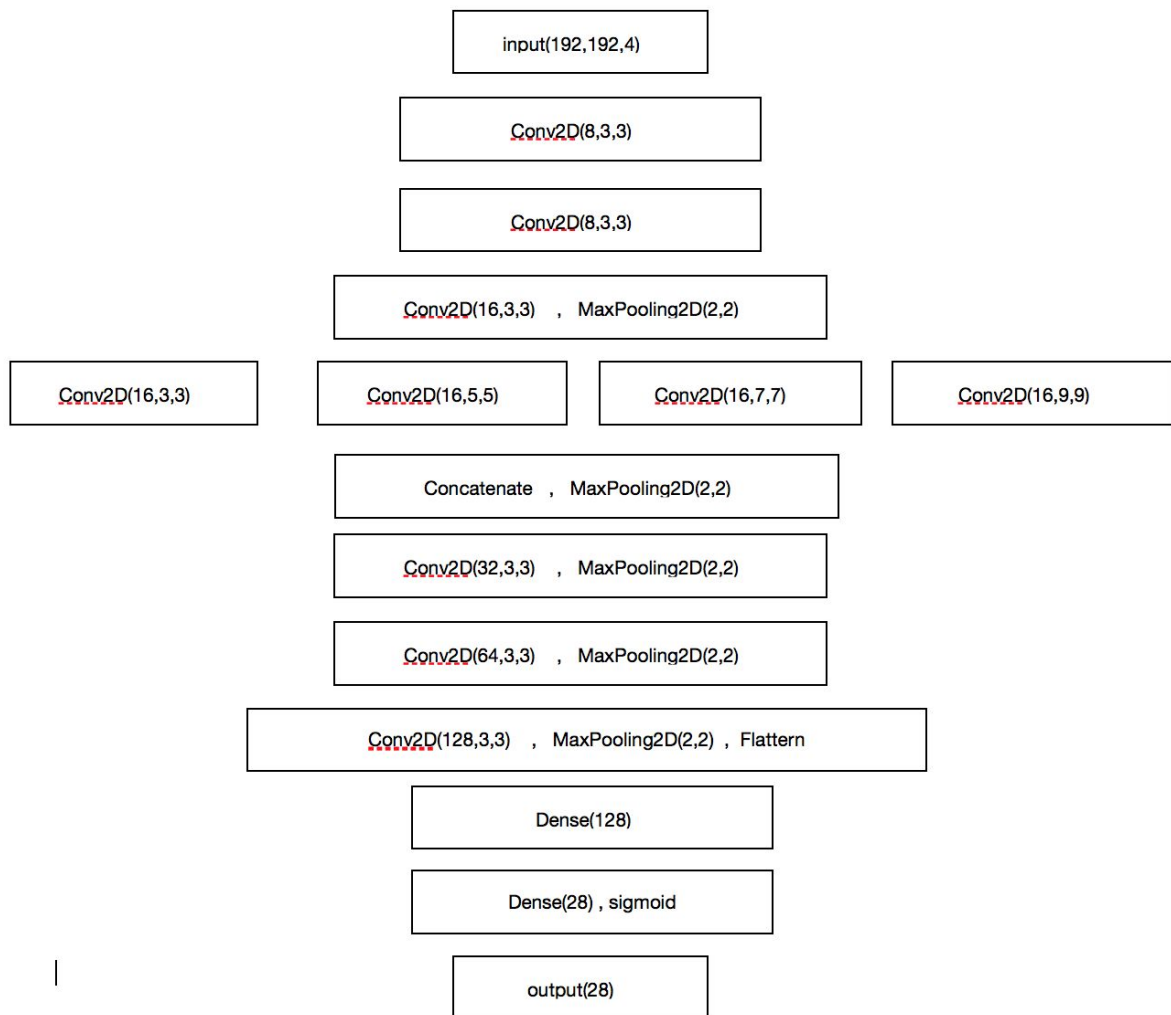 input(192,192,4)
Conv2D(8,3,3)
Conv2D(8,3,3)
Conv2D(16,3,3) , MaxPooling2D(2,2)
Conv2D(16,3,3) Conv2D(16,5,5) Conv2D(16,7,7) Conv2D(16,9,9)
Concatenate , MaxPooling2D(2,2)
Conv2D(32,3,3) , MaxPooling2D(2,2)
Conv2D(64,3,3) , MaxPooling2D(2,2)
Conv2D(128,3,3) , MaxPooling2D(2,2) , Flattern
Dense(128)
Dense(28) , sigmoid
output(28)